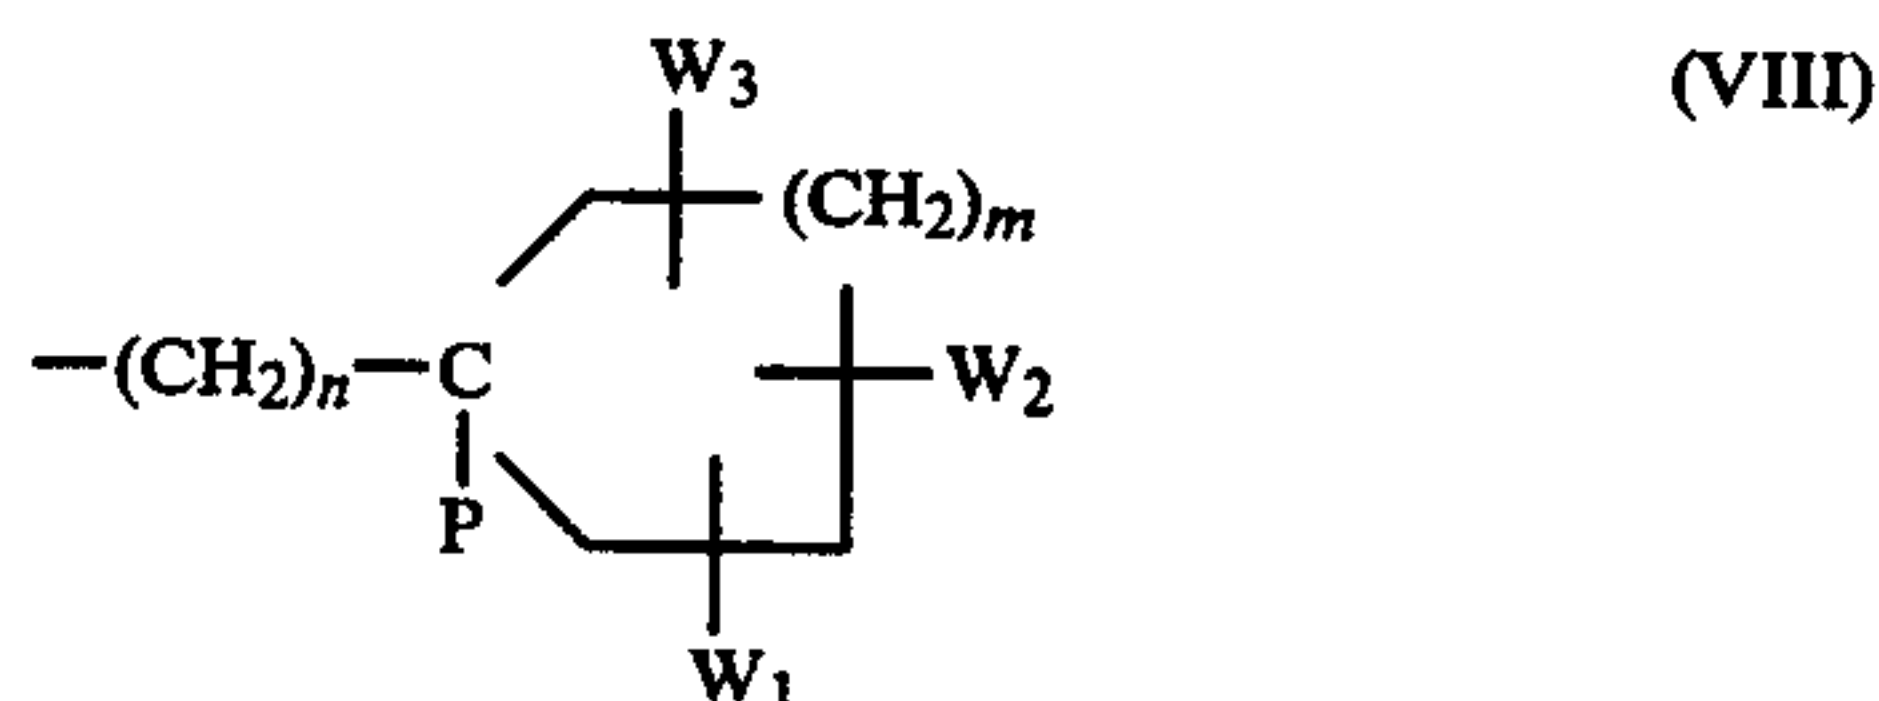 W₃ (VIII)
(CH₂)ₘ
—(CH₂)ₙ—C W₂
P
W₁